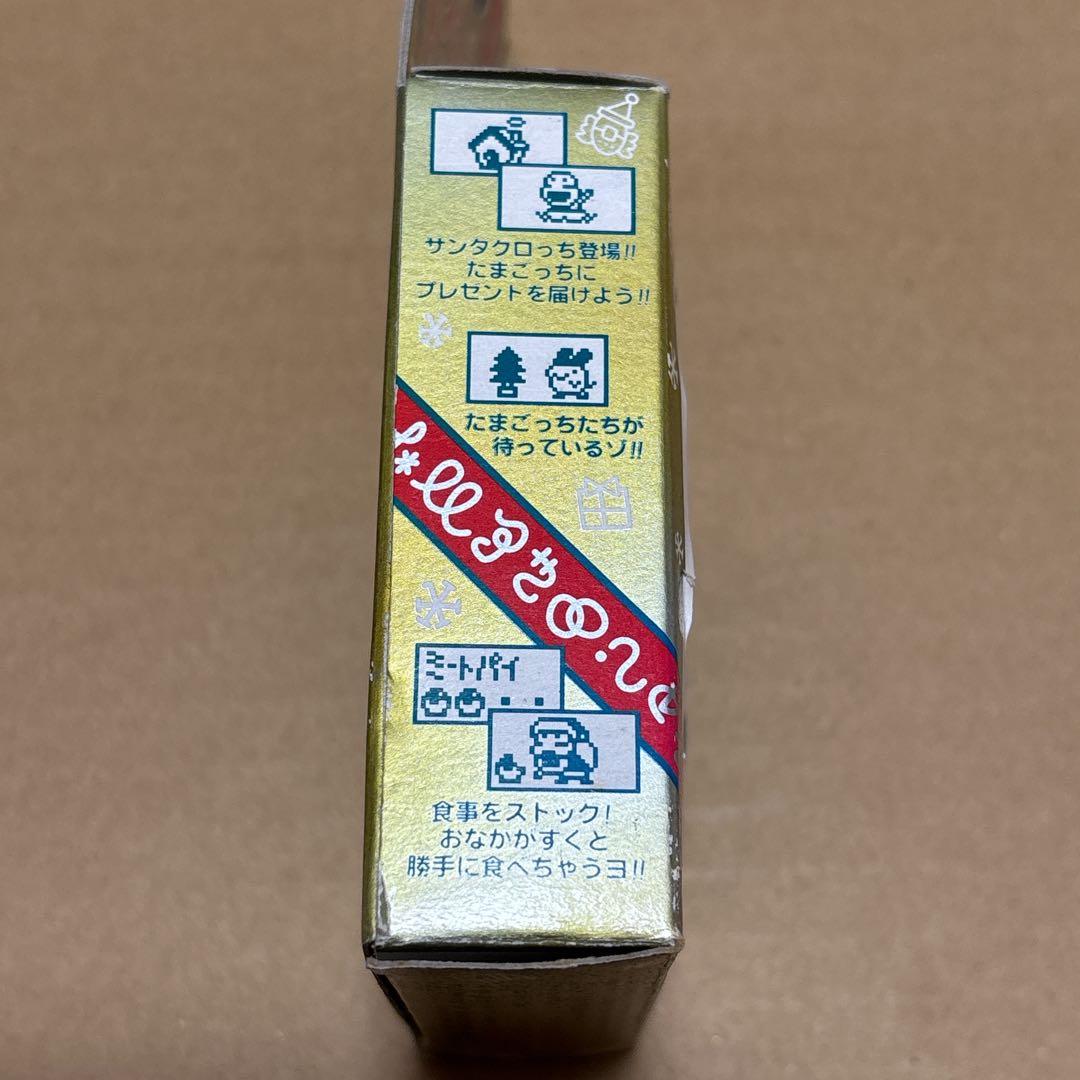 サンタクロっち登場!!
たまごっちに
プレゼントを届けよう!!
たまごっちたちが
待っているゾ!!
ミートパイ
食事をストック!
おなかがすくと
勝手に食べちゃうヨ!!